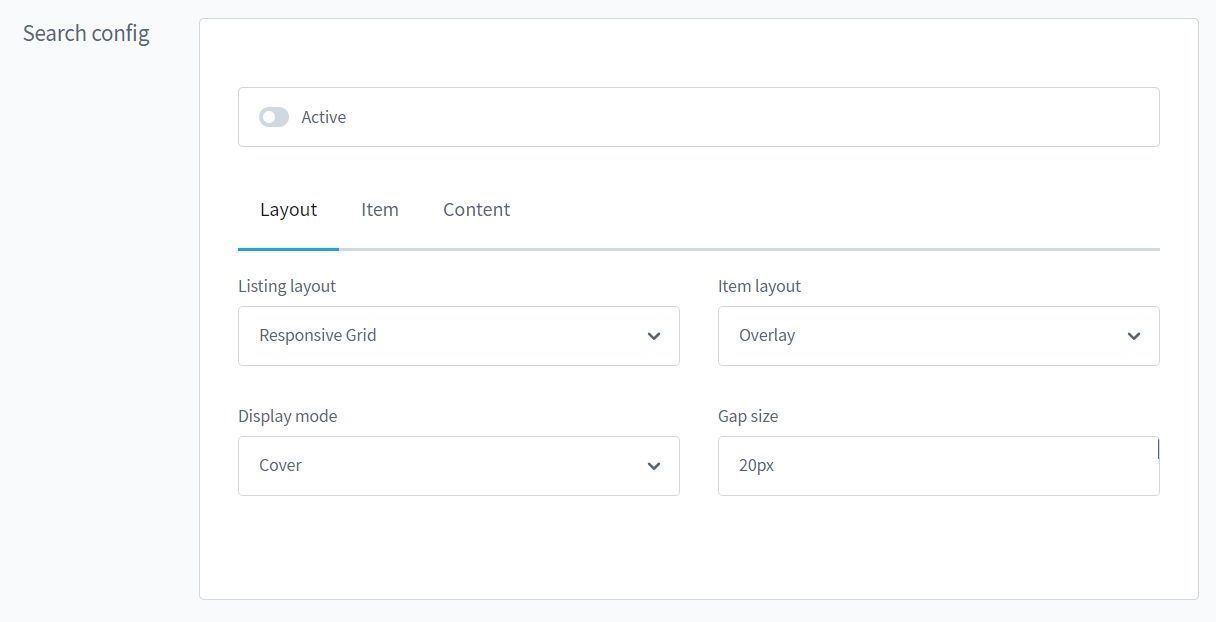 Search config
Active
Layout Item Content
Listing layout Item layout
Responsive Grid Overlay
Display mode Gap size
Cover 20px